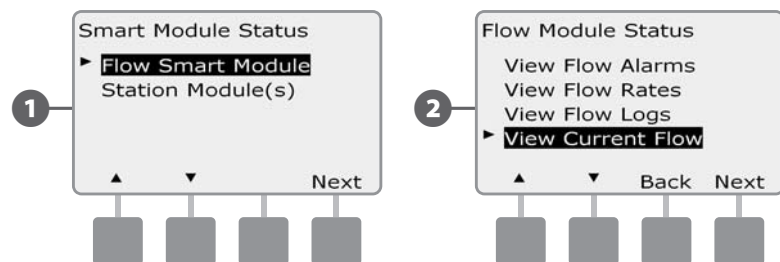 Smart Module Status
► Flow Smart Module
Station Module(s)
1
▲ ▼ Next
Flow Module Status
View Flow Alarms
View Flow Rates
View Flow Logs
► View Current Flow
2
▲ ▼ Back Next